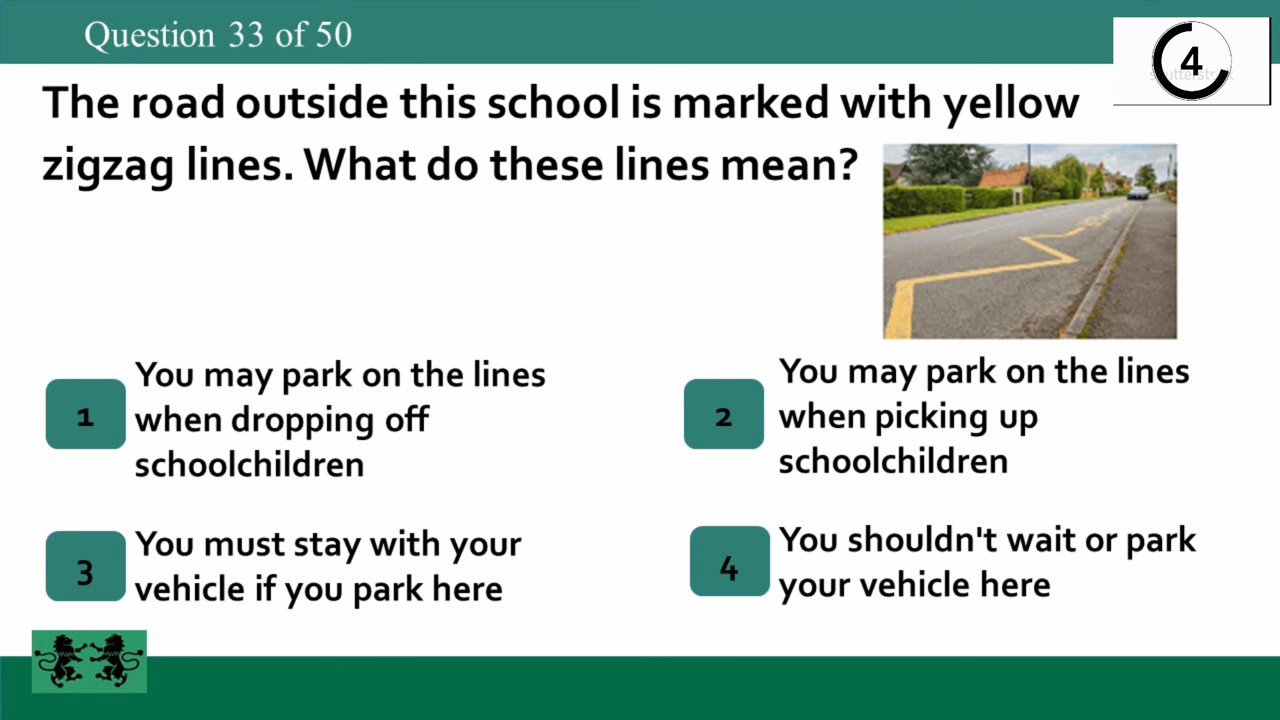 Question 33 of 50
4
The road outside this school is marked with yellow
zigzag lines. What do these lines mean?
1
You may park on the lines
when dropping off
schoolchildren
2
You may park on the lines
when picking up
schoolchildren
3
You must stay with your
vehicle if you park here
4
You shouldn't wait or park
your vehicle here